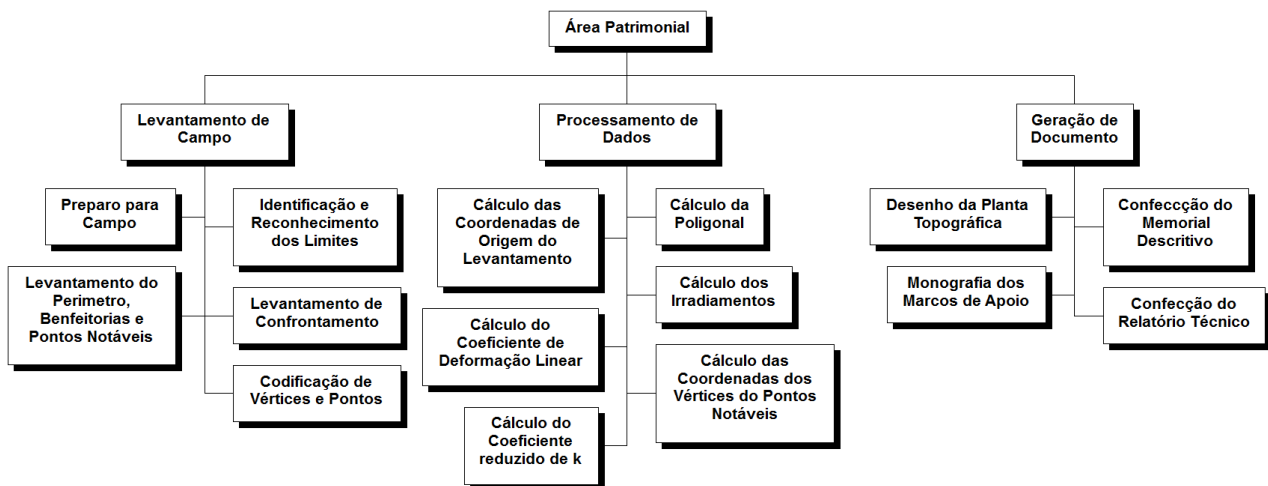 Área Patrimonial
Levantamento de
Campo
Processamento de
Dados
Geração de
Documento
Preparo para
Campo
Identificação e
Reconhecimento
dos Limites
Levantamento do
Perimetro,
Benfeitorias e
Pontos Notáveis
Levantamento de
Confrontamento
Codificação de
Vértices e Pontos
Cálculo das
Coordenadas de
Origem do
Levantamento
Cálculo da
Poligonal
Cálculo dos
Irradiamentos
Cálculo do
Coeficiente de
Deformação Linear
Cálculo das
Coordenadas dos
Vértices do Pontos
Notáveis
Cálculo do
Coeficiente
reduzido de k
Desenho da Planta
Topográfica
Confeccção do
Memorial
Descritivo
Monografia dos
Marcos de Apoio
Confecção do
Relatório Técnico